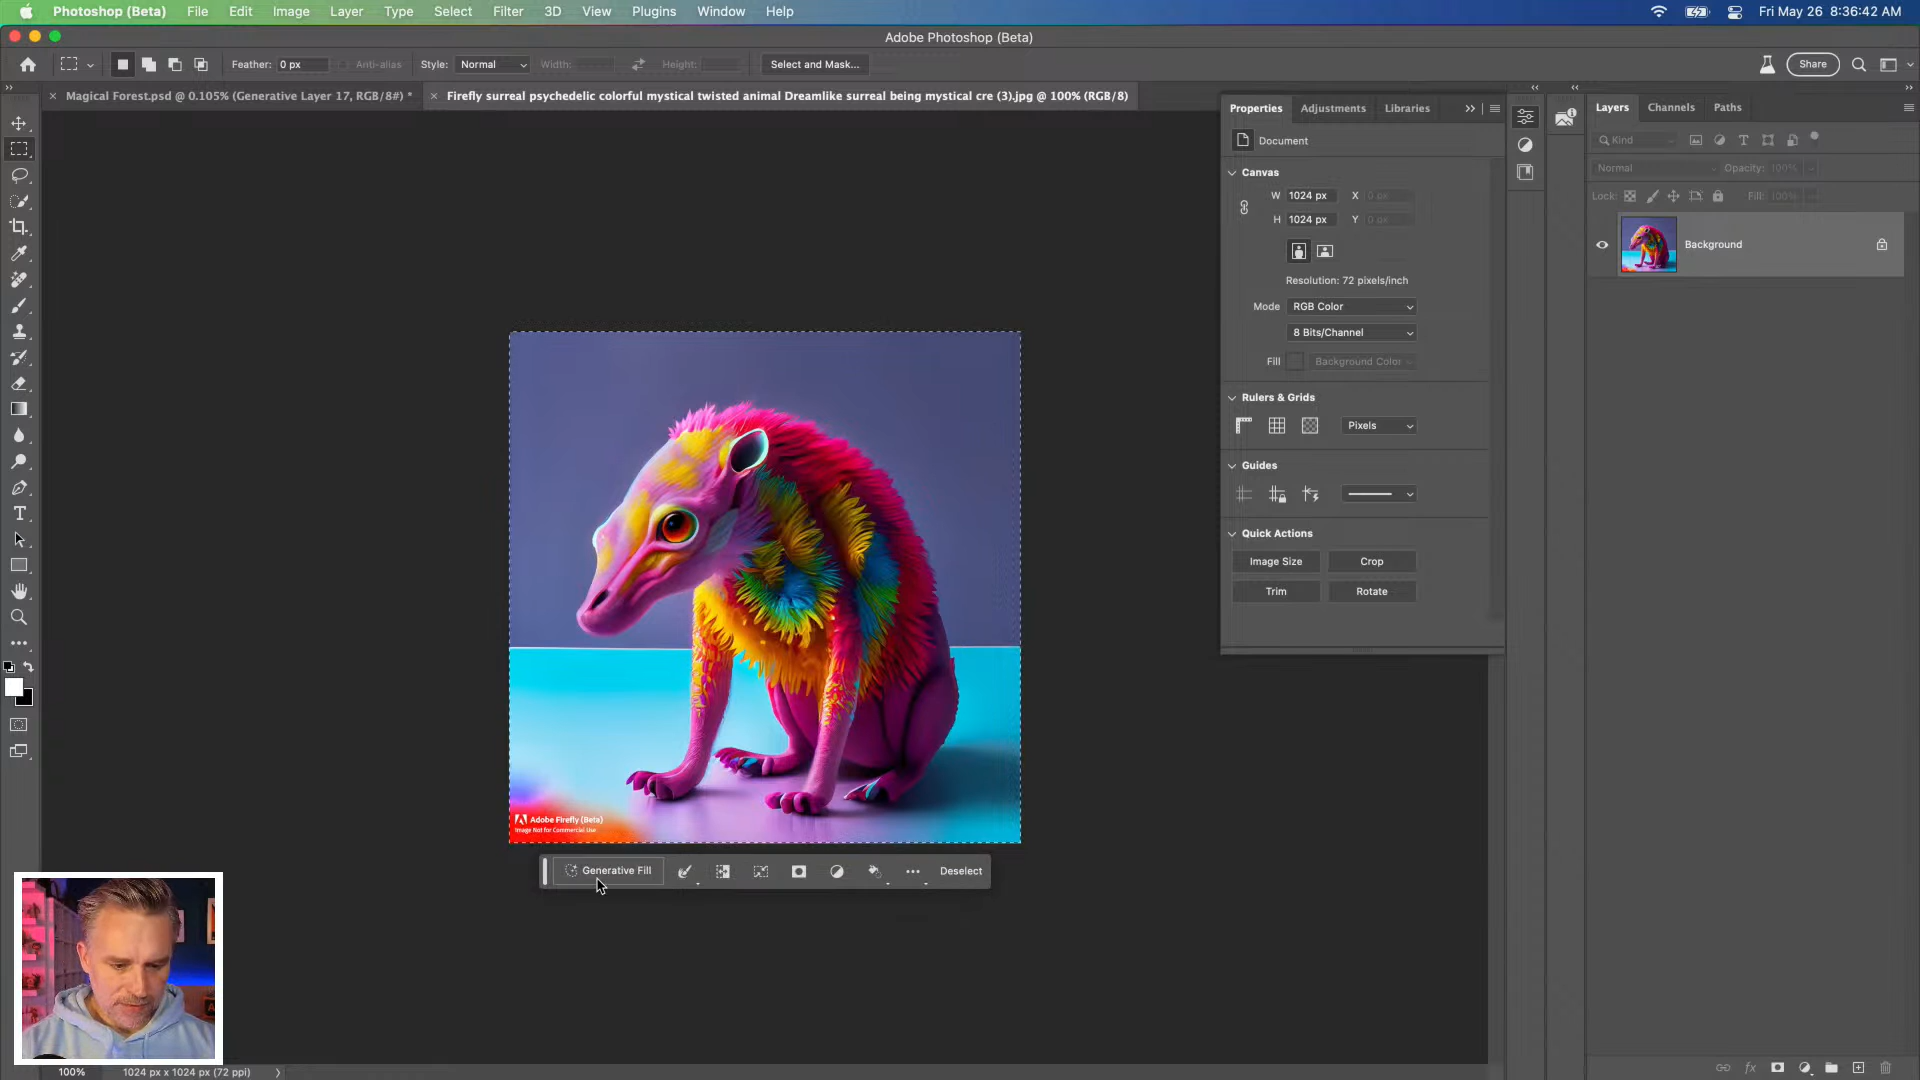 Photoshop (Beta) File Edit Image Layer Type Select Filter 3D View Plugins Window Help Fri May 26 8:36:42 AM
Adobe Photoshop (Beta)
Feather: 0 px Anti-alias Style: Normal Width: Height: Select and Mask... Share
Magical Forest.psd @ 0.105% (Generative Layer 17, RGB/8#) *
Firefly surreal psychedelic colorful mystical twisted animal Dreamlike surreal being mystical cre (3).jpg @ 100% (RGB/8)
Properties Adjustments Libraries
Document
Canvas
W 1024 px X 0 px
H 1024 px Y 0 px
Resolution: 72 pixels/inch
Mode RGB Color
8 Bits/Channel
Fill Background Color
Rulers & Grids
Pixels
Guides
Quick Actions
Image Size Crop
Trim Rotate
Layers Channels Paths
Kind
Normal Opacity: 100%
Lock: Fill: 100%
Background
Adobe Firefly (Beta)
Image Not for Commercial Use
Generative Fill Deselect
100% 1024 px x 1024 px (72 ppi)